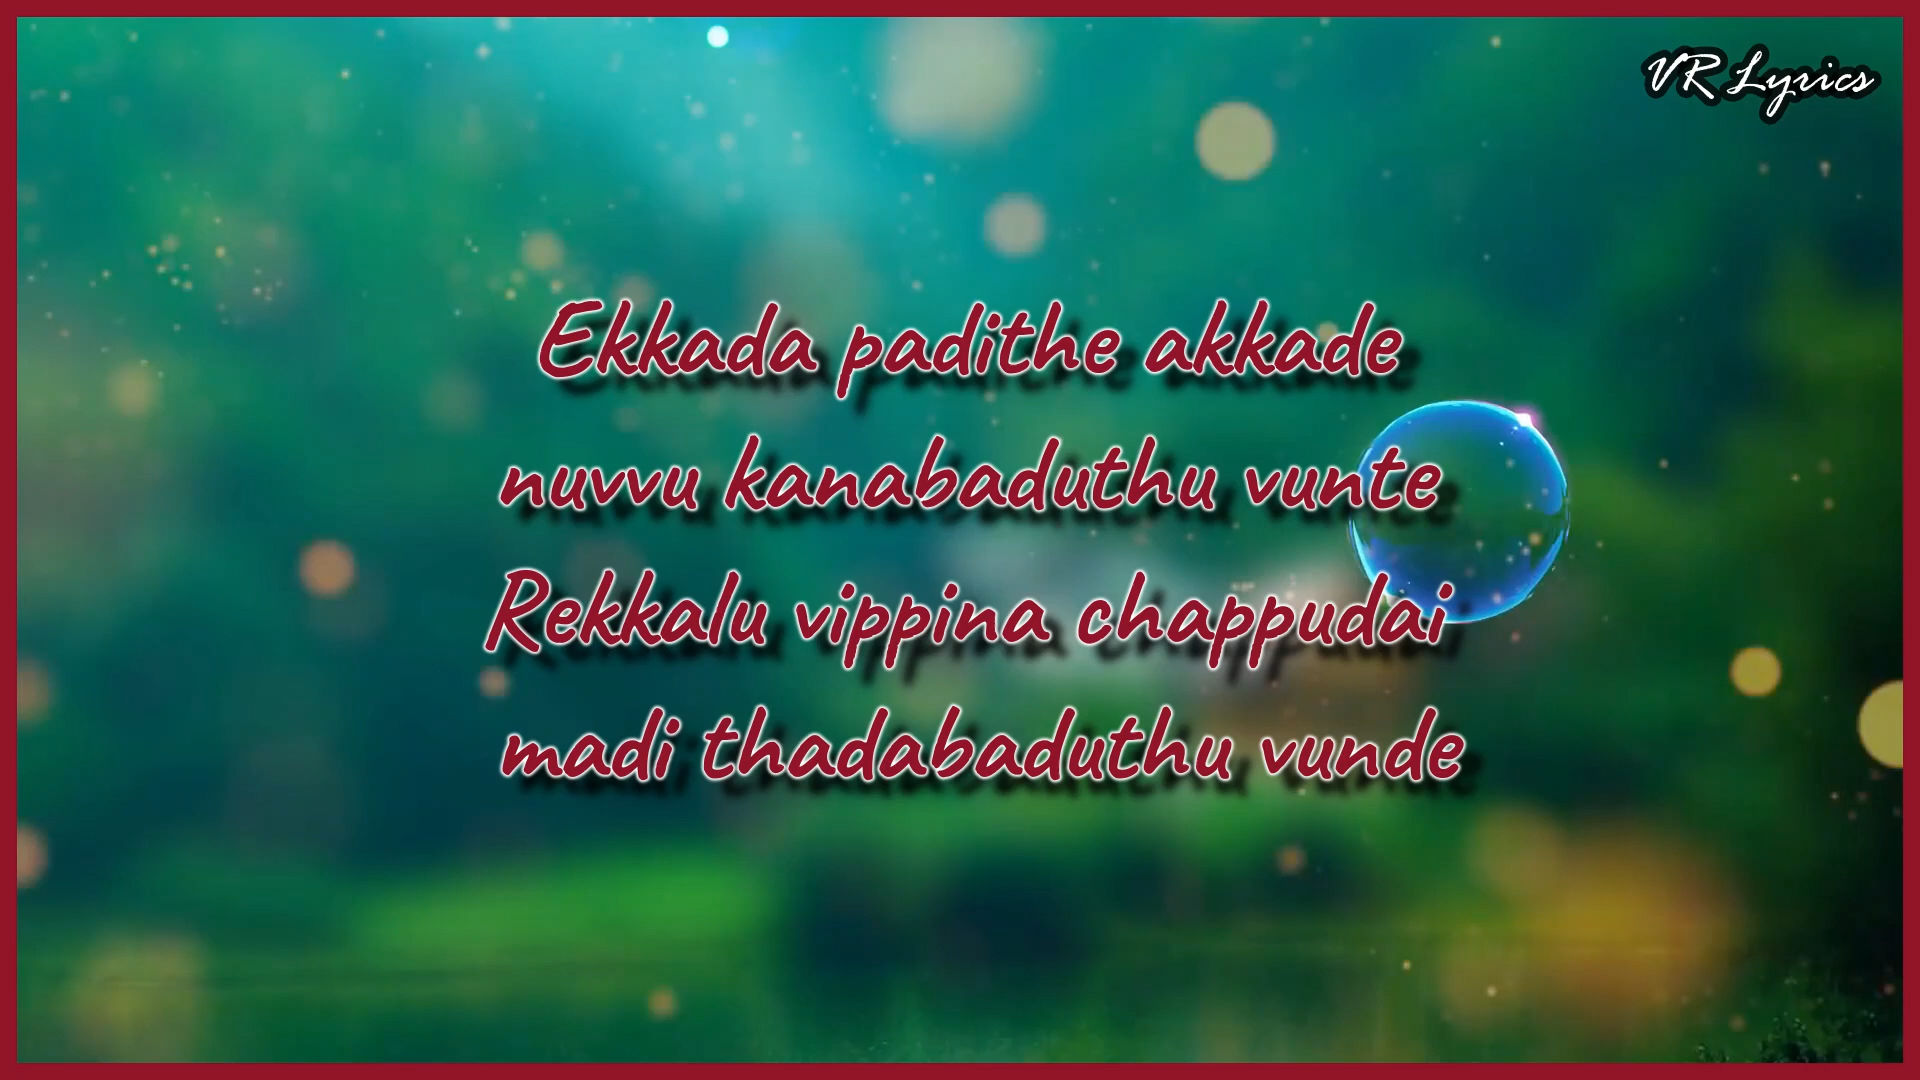 VR Lyrics
Ekkada padithe akkade
nuvvu kanabaduthu vunte
Rekkalu vippina chappudai
madi thadabaduthu vunde